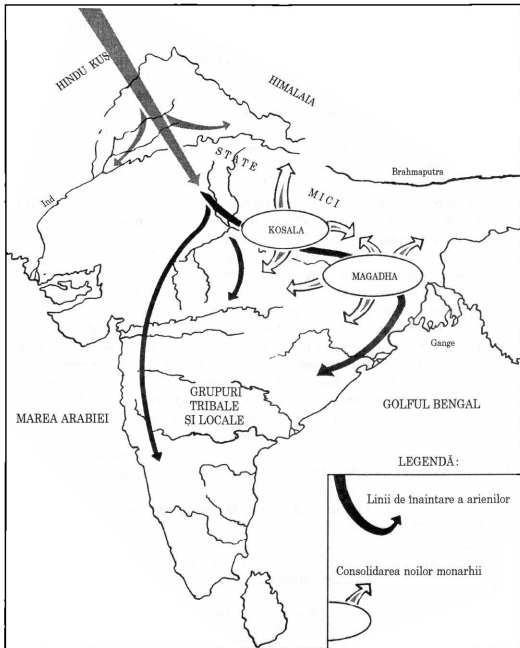 HINDU KUȘ
HIMALAIA
STATE
MICI
Brahmaputra
Ind
KOSALA
MAGADHA
Gange
GRUPURI
TRIBALE
ȘI LOCALE
MAREA ARABIEI
GOLFUL BENGAL
LEGENDĂ:
Linii de înaintare a arienilor
Consolidarea noilor monarhii